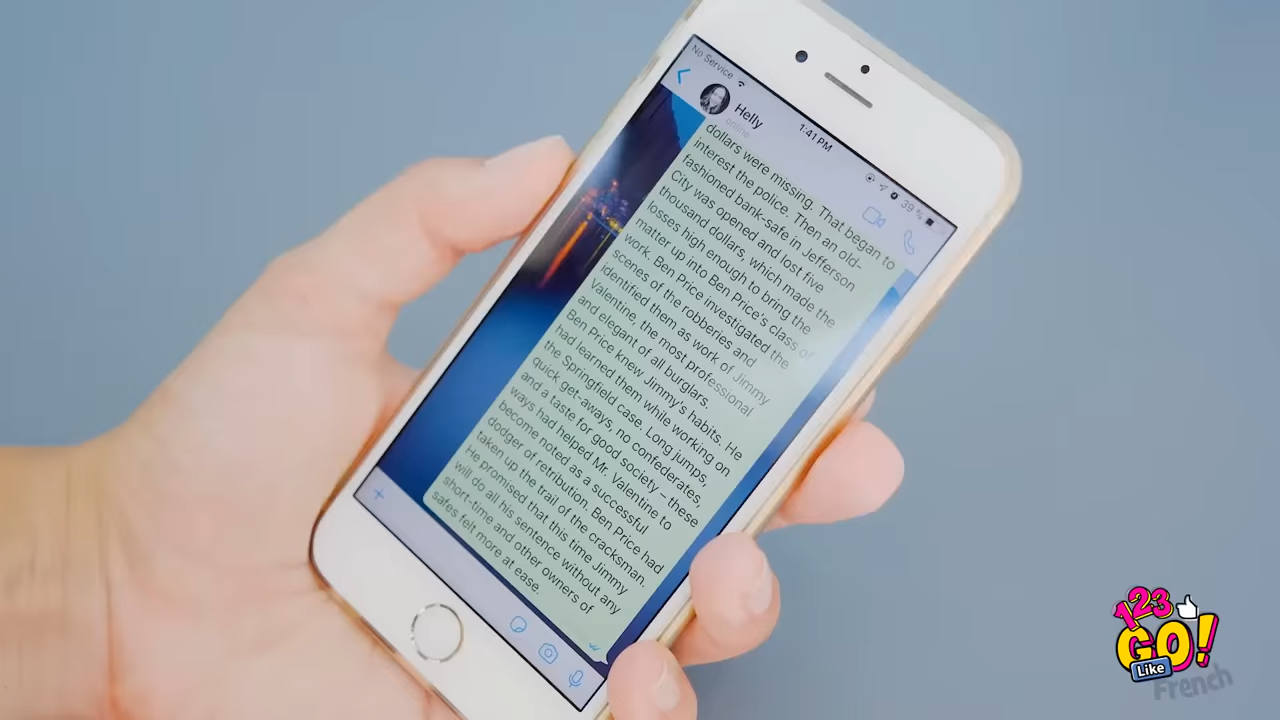 No Service
1:41 PM
39 %
Helly
online
dollars were missing. That began to
interest the police. Then an old-
fashioned bank-safe in Jefferson
City was opened and lost five
thousand dollars, which made the
losses high enough to bring the
matter up into Ben Price's class of
work. Ben Price investigated the
scenes of the robberies and
identified them as work of Jimmy
Valentine, the most professional
and elegant of all burglars.
Ben Price knew Jimmy's habits. He
had learned them while working on
the Springfield case. Long jumps,
quick get-aways, no confederates,
and a taste for good society – these
ways had helped Mr. Valentine to
become noted as a successful
dodger of retribution. Ben Price had
taken up the trail of the cracksman.
He promised that this time Jimmy
will do all his sentence without any
short-time and other owners of
safes felt more at ease.
123
GO!
Like
French